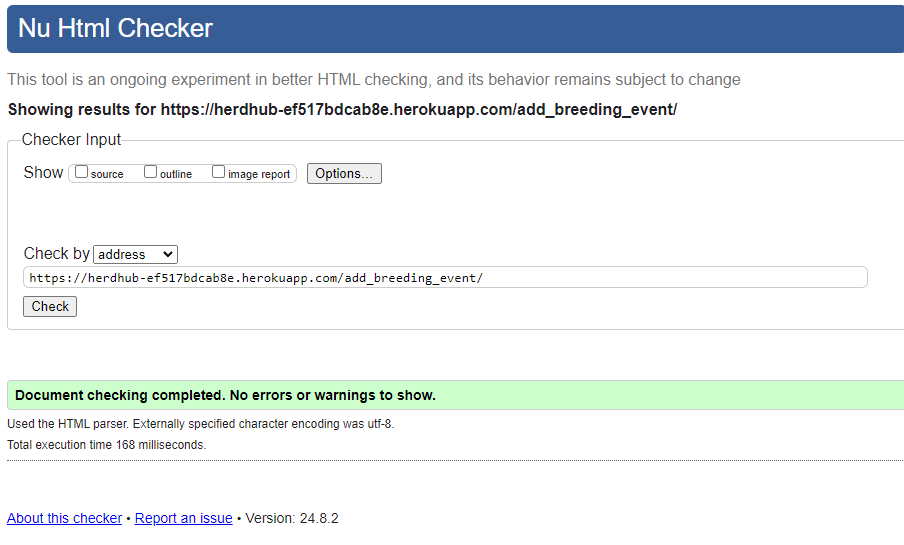 Nu Html Checker
This tool is an ongoing experiment in better HTML checking, and its behavior remains subject to change
Showing results for https://herdhub-ef517bdcab8e.herokuapp.com/add_breeding_event/
Checker Input
Show source outline image report Options...
Check by address
https://herdhub-ef517bdcab8e.herokuapp.com/add_breeding_event/
Check
Document checking completed. No errors or warnings to show.
Used the HTML parser. Externally specified character encoding was utf-8.
Total execution time 168 milliseconds.
About this checker • Report an issue • Version: 24.8.2